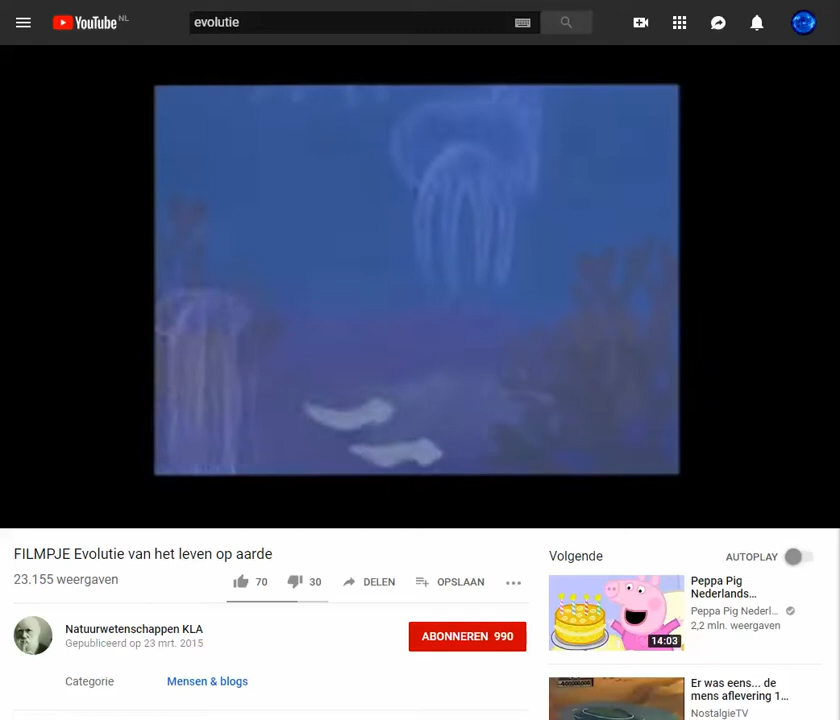 YouTube NL
evolutie
FILMPJE Evolutie van het leven op aarde
23.155 weergaven
70
30
DELEN
OPSLAAN
Natuurwetenschappen KLA
Gepubliceerd op 23 mrt. 2015
ABONNEREN 990
Categorie
Mensen & blogs
Volgende
AUTOPLAY
14:03
Peppa Pig
Nederlands...
Peppa Pig Nederl...
2,2 mln. weergaven
Er was eens... de
mens aflevering 1...
NostalgieTV